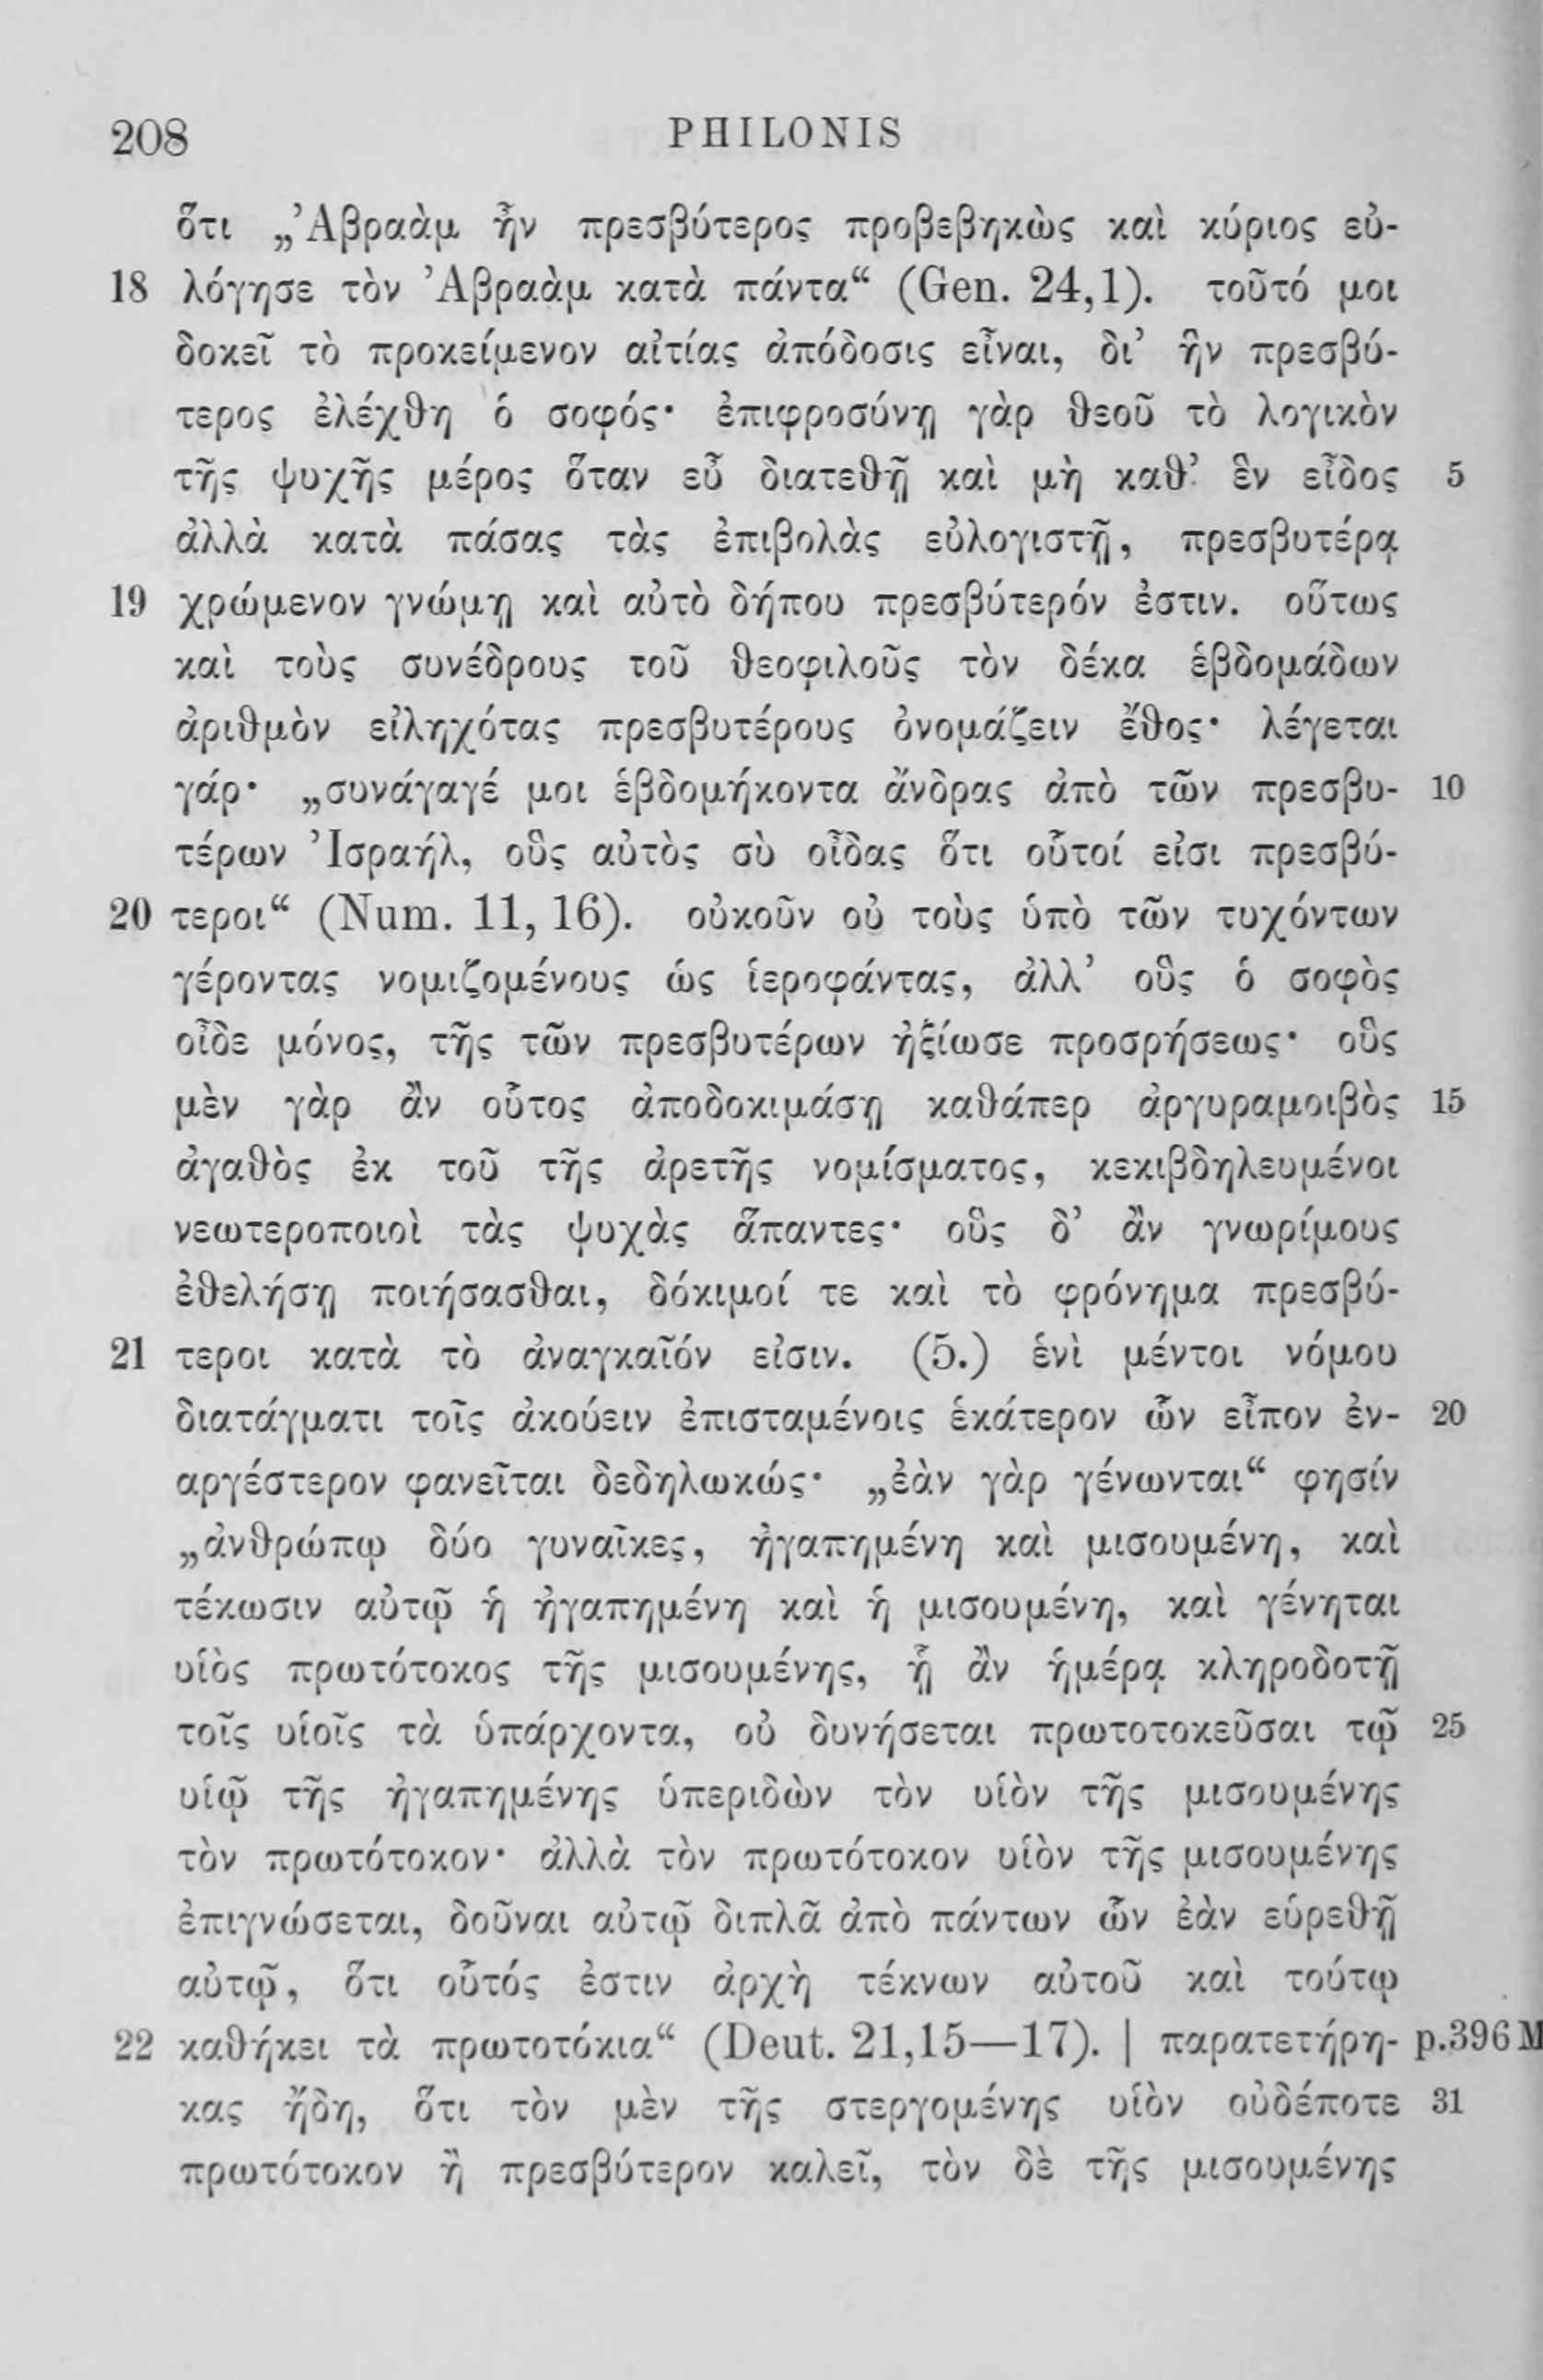 208 PHILONIS
ὅτι „Ἀβραὰμ ἦν πρεσβύτερος προβεβηκὼς καὶ κύριος εὐ-
18 λόγησε τὸν Ἀβραὰμ κατὰ πάντα“ (Gen. 24,1). τοῦτό μοι
δοκεῖ τὸ προκείμενον αἰτίας ἀπόδοσις εἶναι, δι’ ἣν πρεσβύ-
τερος ἐλέχθη ὁ σοφός· ἐπιφροσύνῃ γὰρ θεοῦ τὸ λογικὸν
τῆς ψυχῆς μέρος ὅταν εὖ διατεθῇ καὶ μὴ καθ’ ἓν εἶδος 5
ἀλλὰ κατὰ πάσας τὰς ἐπιβολὰς εὐλογιστῇ, πρεσβυτέρᾳ
19 χρώμενον γνώμῃ καὶ αὐτὸ δήπου πρεσβύτερόν ἐστιν. οὕτως
καὶ τοὺς συνέδρους τοῦ θεοφιλοῦς τὸν δέκα ἑβδομάδων
ἀριθμὸν εἰληχότας πρεσβυτέρους ὀνομάζειν ἔθος· λέγεται
γάρ· „συνάγαγέ μοι ἑβδομήκοντα ἄνδρας ἀπὸ τῶν πρεσβυ- 10
τέρων Ἰσραήλ, οὓς αὐτὸς σὺ οἶδας ὅτι οὗτοί εἰσι πρεσβύ-
20 τεροι“ (Num. 11, 16). οὐκοῦν οὐ τοὺς ὑπὸ τῶν τυχόντων
γέροντας νομιζομένους ὡς ἱεροφάντας, ἀλλ’ οὓς ὁ σοφὸς
οἶδε μόνος, τῆς τῶν πρεσβυτέρων ἠξίωσε προσρήσεως· οὓς
μὲν γὰρ ἂν οὗτος ἀποδοκιμάσῃ καθάπερ ἀργυραμοιβὸς 15
ἀγαθὸς ἐκ τοῦ τῆς ἀρετῆς νομίσματος, κεκιβδηλευμένοι
νεωτεροποιοὶ τὰς ψυχὰς ἅπαντες· οὓς δ’ ἂν γνωρίμους
ἐθελήσῃ ποιήσασθαι, δόκιμοί τε καὶ τὸ φρόνημα πρεσβύ-
21 τεροι κατὰ τὸ ἀναγκαῖόν εἰσιν. (5.) ἑνὶ μέντοι νόμου
διατάγματι τοῖς ἀκούειν ἐπισταμένοις ἑκάτερον ὧν εἶπον ἐν- 20
αργέστερον φανεῖται δεδηλωκώς· „ἐὰν γὰρ γένωνται“ φησίν
„ἀνθρώπῳ δύο γυναῖκες, ἠγαπημένη καὶ μισουμένη, καὶ
τέκωσιν αὐτῷ ἡ ἠγαπημένη καὶ ἡ μισουμένη, καὶ γένηται
υἱὸς πρωτότοκος τῆς μισουμένης, ᾗ ἂν ἡμέρᾳ κληροδοτῇ
τοῖς υἱοῖς τὰ ὑπάρχοντα, οὐ δυνήσεται πρωτοτοκεῦσαι τῷ 25
υἱῷ τῆς ἠγαπημένης ὑπεριδὼν τὸν υἱὸν τῆς μισουμένης
τὸν πρωτότοκον· ἀλλὰ τὸν πρωτότοκον υἱὸν τῆς μισουμένης
ἐπιγνώσεται, δοῦναι αὐτῷ διπλᾶ ἀπὸ πάντων ὧν ἐὰν εὑρεθῇ
αὐτῷ, ὅτι οὗτός ἐστιν ἀρχὴ τέκνων αὐτοῦ καὶ τούτῳ
22 καθήκει τὰ πρωτοτόκια“ (Deut. 21,15—17). | παρατετήρη- p.396 M
κας ἤδη, ὅτι τὸν μὲν τῆς στεργομένης υἱὸν οὐδέποτε 31
πρωτότοκον ἢ πρεσβύτερον καλεῖ, τὸν δὲ τῆς μισουμένης